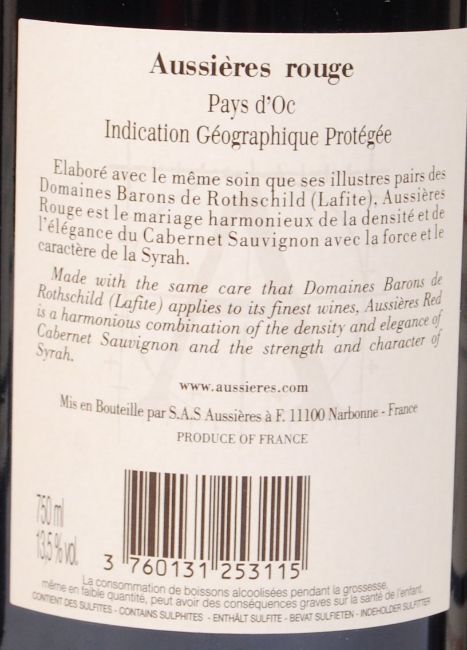 Aussières rouge
Pays d'Oc
Indication Géographique Protégée
Elaboré avec le même soin que ses illustres pairs des
Domaines Barons de Rothschild (Lafite), Aussières
Rouge est le mariage harmonieux de la densité et de
l'élégance du Cabernet Sauvignon avec la force et le
caractère de la Syrah.
Made with the same care that Domaines Barons de
Rothschild (Lafite) applies to its finest wines, Aussières Red
is a harmonious combination of the density and elegance of
Cabernet Sauvignon and the strength and character of
Syrah.
www.aussieres.com
Mis en Bouteille par S.A.S Aussières à F. 11100 Narbonne - France
PRODUCE OF FRANCE
750 ml
13,5 % vol.
3 760131 253115
La consommation de boissons alcoolisées pendant la grossesse,
même en faible quantité, peut avoir des conséquences graves sur la santé de l'enfant.
CONTIENT DES SULFITES - CONTAINS SULPHITES - ENTHÄLT SULFITE - BEVAT SULFIETEN - INDEHOLDER SULFITTER